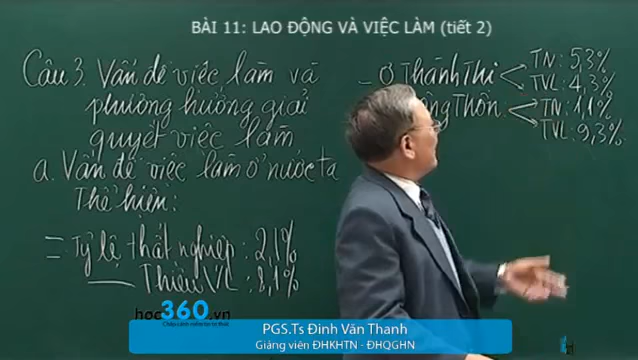 BÀI 11: LAO ĐỘNG VÀ VIỆC LÀM (tiết 2)
Câu 3. Vấn đề việc làm và
phương hướng giải
quyết việc làm
a. Vấn đề việc làm ở nước ta
Thể hiện:
= Tỷ lệ thất nghiệp: 2,1%
— Thiếu VL: 8,1%
- Ở Thành Thị
TN: 5,3%
TVL: 4,3%
ông Thôn
TN: 1,1%
TVL: 9,3%
học360.vn
PGS.Ts Đinh Văn Thanh
Giảng viên ĐHKHTN - ĐHQGHN